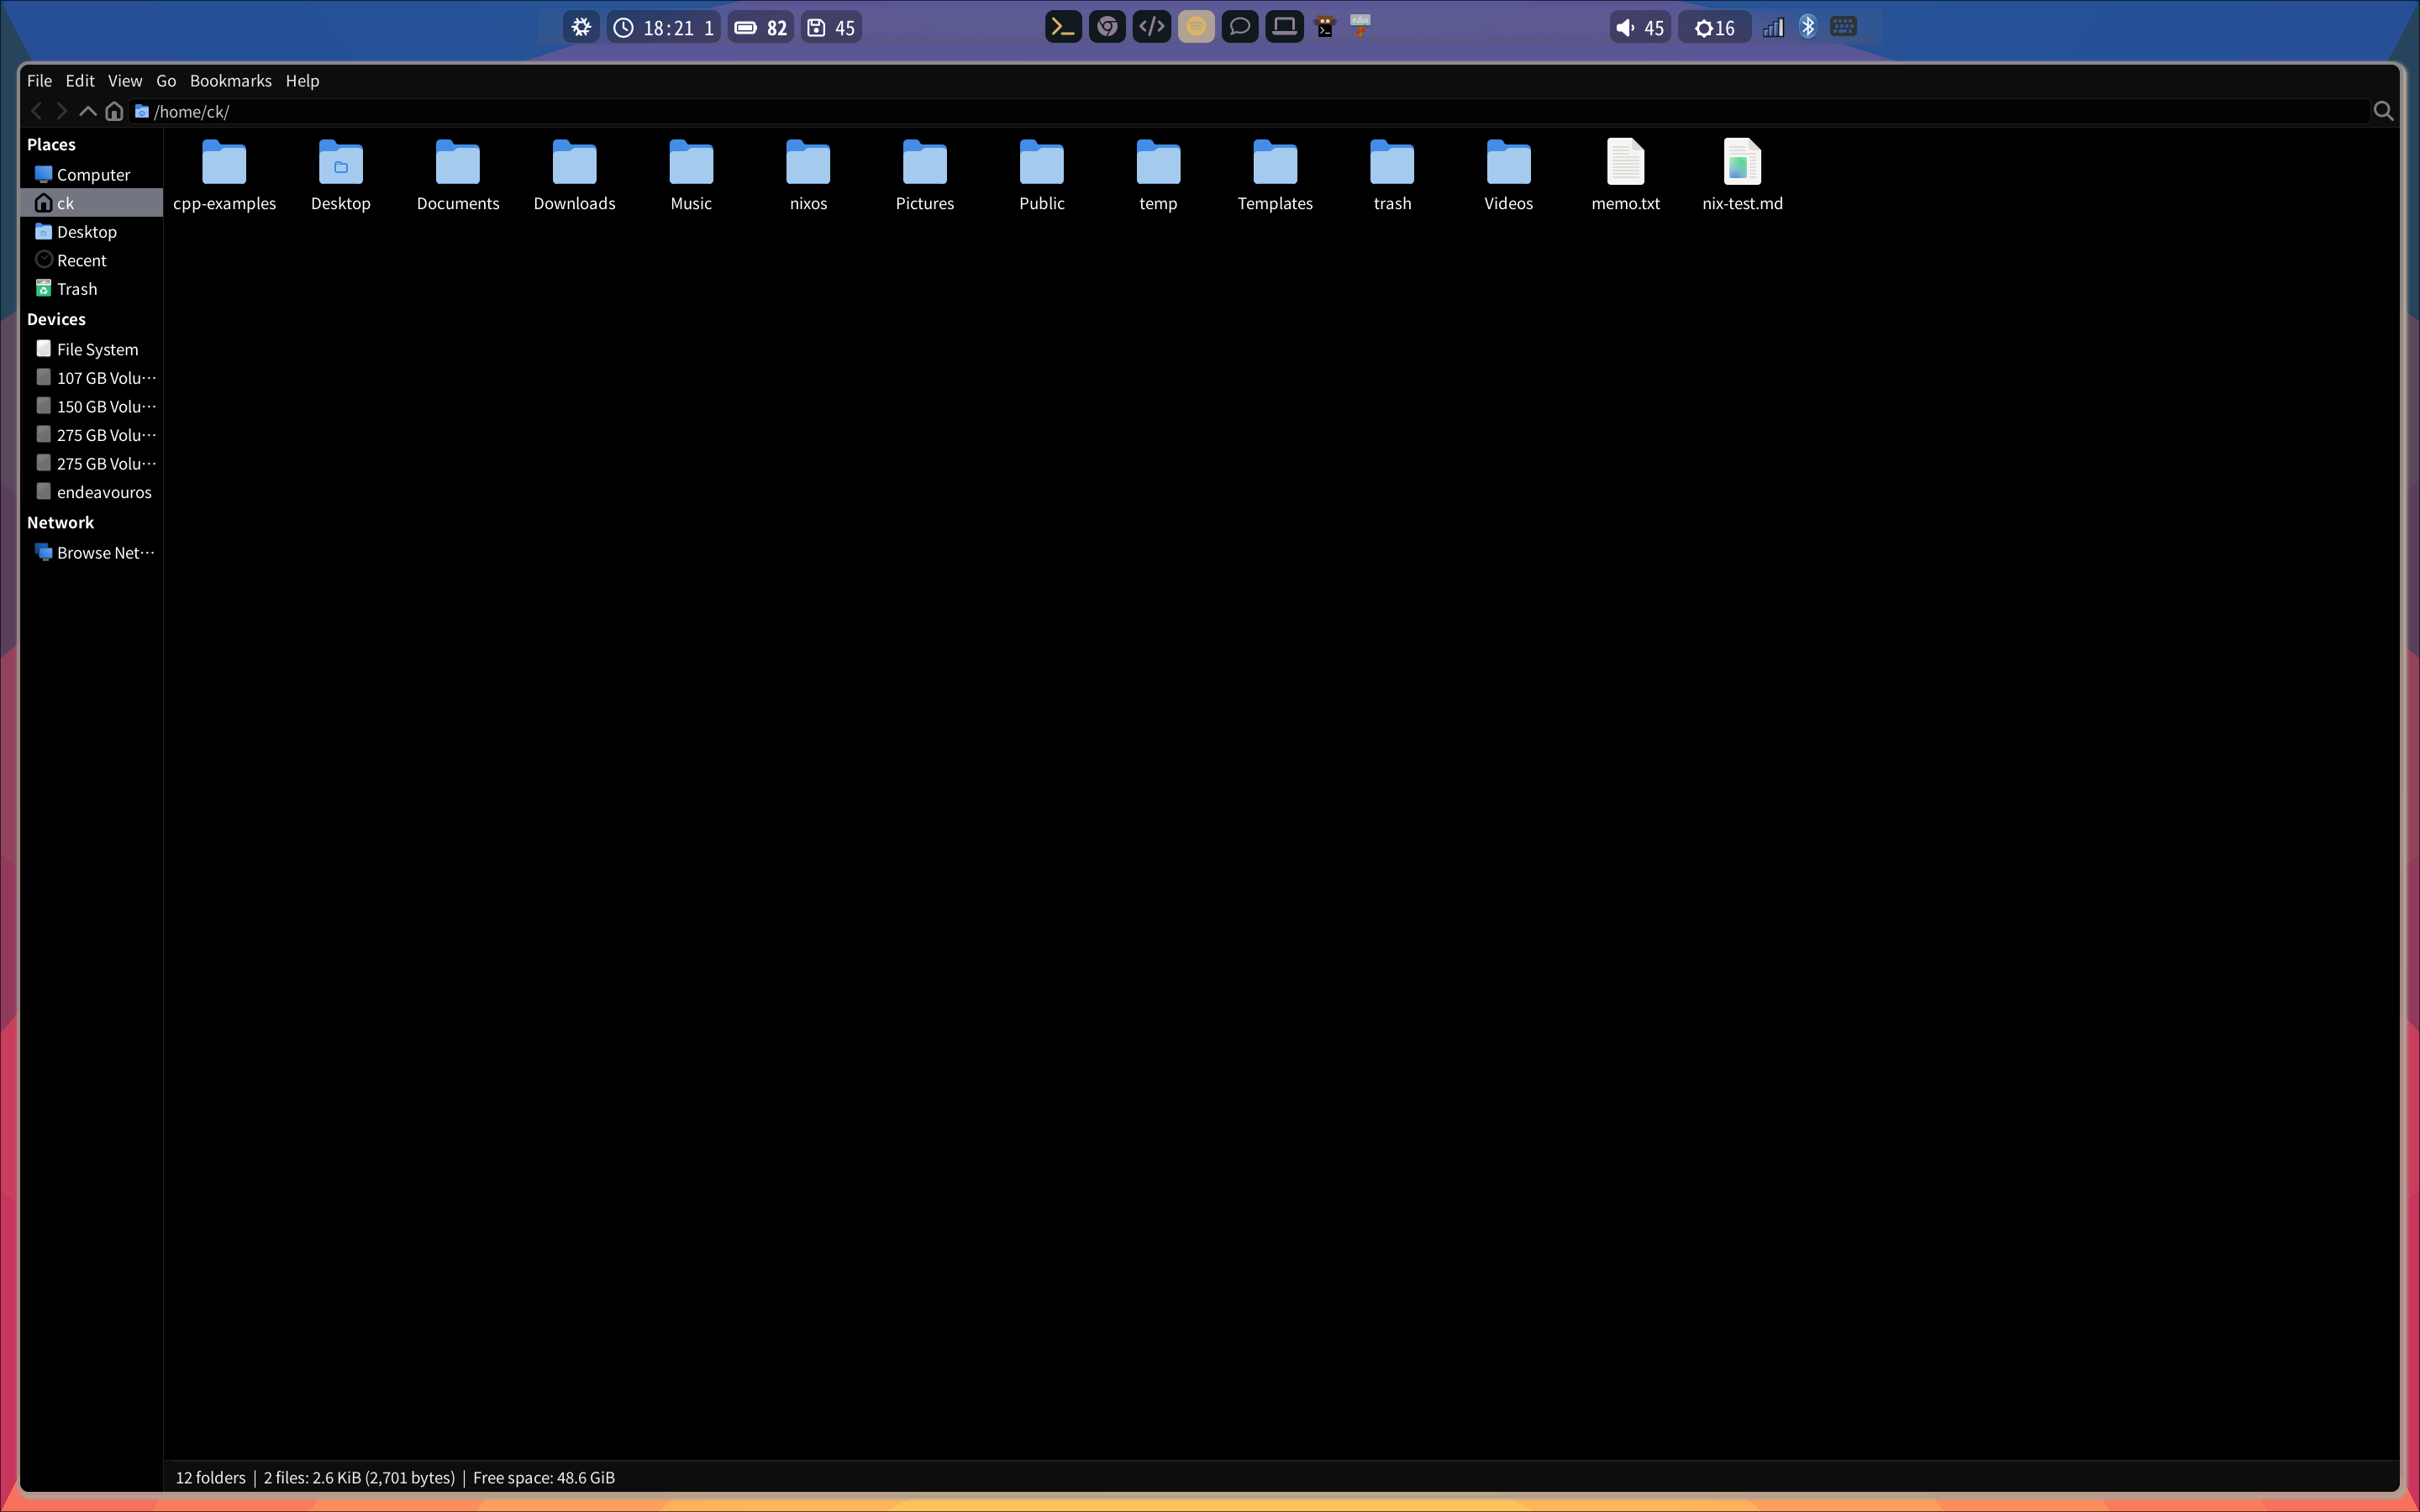 18:21 1 82 45 45 16
File Edit View Go Bookmarks Help
/home/ck/
Places
Computer
ck
Desktop
Recent
Trash
Devices
File System
107 GB Volu…
150 GB Volu…
275 GB Volu…
275 GB Volu…
endeavouros
Network
Browse Net…
cpp-examples Desktop Documents Downloads Music nixos Pictures Public temp Templates trash Videos memo.txt nix-test.md
12 folders | 2 files: 2.6 KiB (2,701 bytes) | Free space: 48.6 GiB